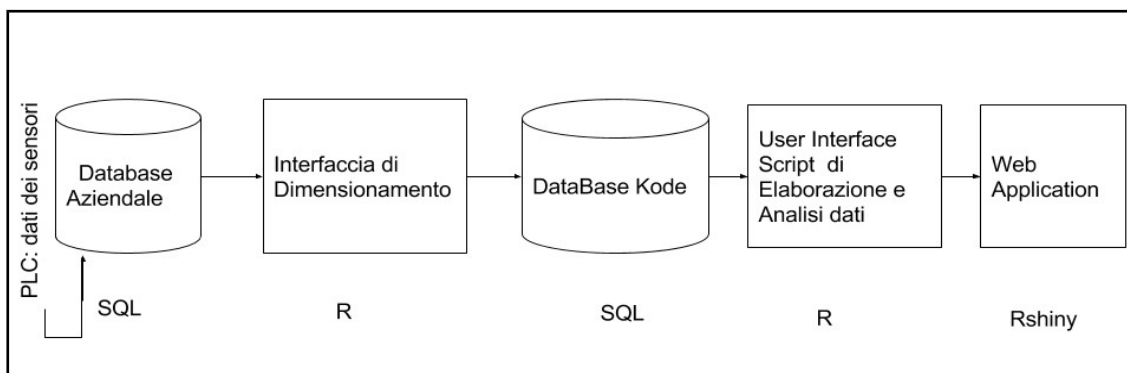 PLC: dati dei sensori
Database
Aziendale
Interfaccia di
Dimensionamento
DataBase Kode
User Interface
Script di
Elaborazione e
Analisi dati
Web
Application
SQL
R
SQL
R
Rshiny